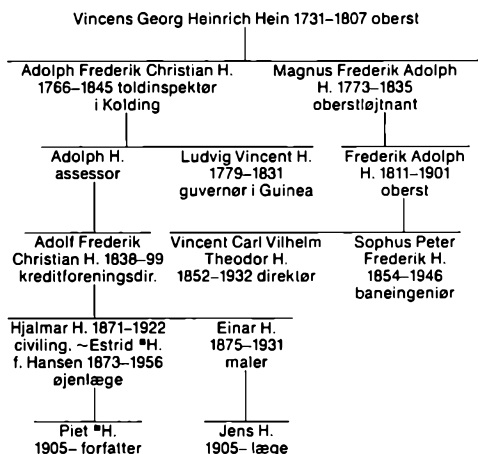 Vincens Georg Heinrich Hein 1731–1807 oberst
Adolph Frederik Christian H.
1766–1845 toldinspektør
i Kolding
Magnus Frederik Adolph
H. 1773–1835
oberstløjtnant
Adolph H.
assessor
Ludvig Vincent H.
1779–1831
guvernør i Guinea
Frederik Adolph
H. 1811–1901
oberst
Adolf Frederik
Christian H. 1838–99
kreditforeningsdir.
Vincent Carl Vilhelm
Theodor H.
1852–1932 direktør
Sophus Peter
Frederik H.
1854–1946
baneingeniør
Hjalmar H. 1871–1922
civiling. ~Estrid ■H.
f. Hansen 1873–1956
øjenlæge
Einar H.
1875–1931
maler
Piet ■H.
1905– forfatter
Jens H.
1905– læge